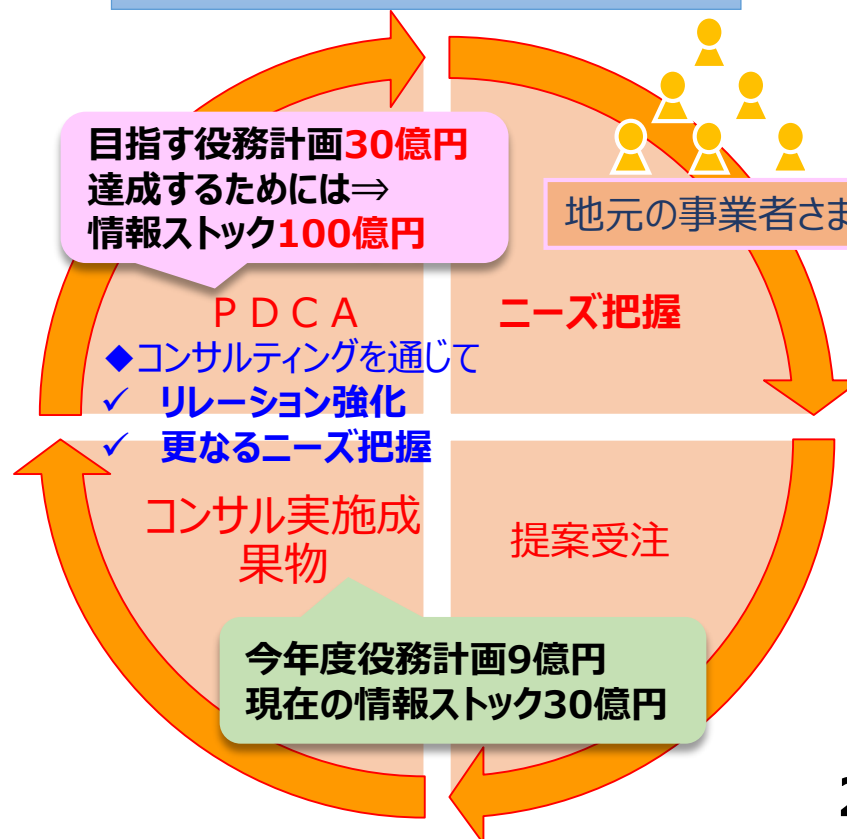 目指す役務計画30億円
達成するためには⇒
情報ストック100億円
地元の事業者さま
ＰＤＣＡ
◆コンサルティングを通じて
✓ リレーション強化
✓ 更なるニーズ把握
ニーズ把握
コンサル実施成
果物
提案受注
今年度役務計画9億円
現在の情報ストック30億円
2